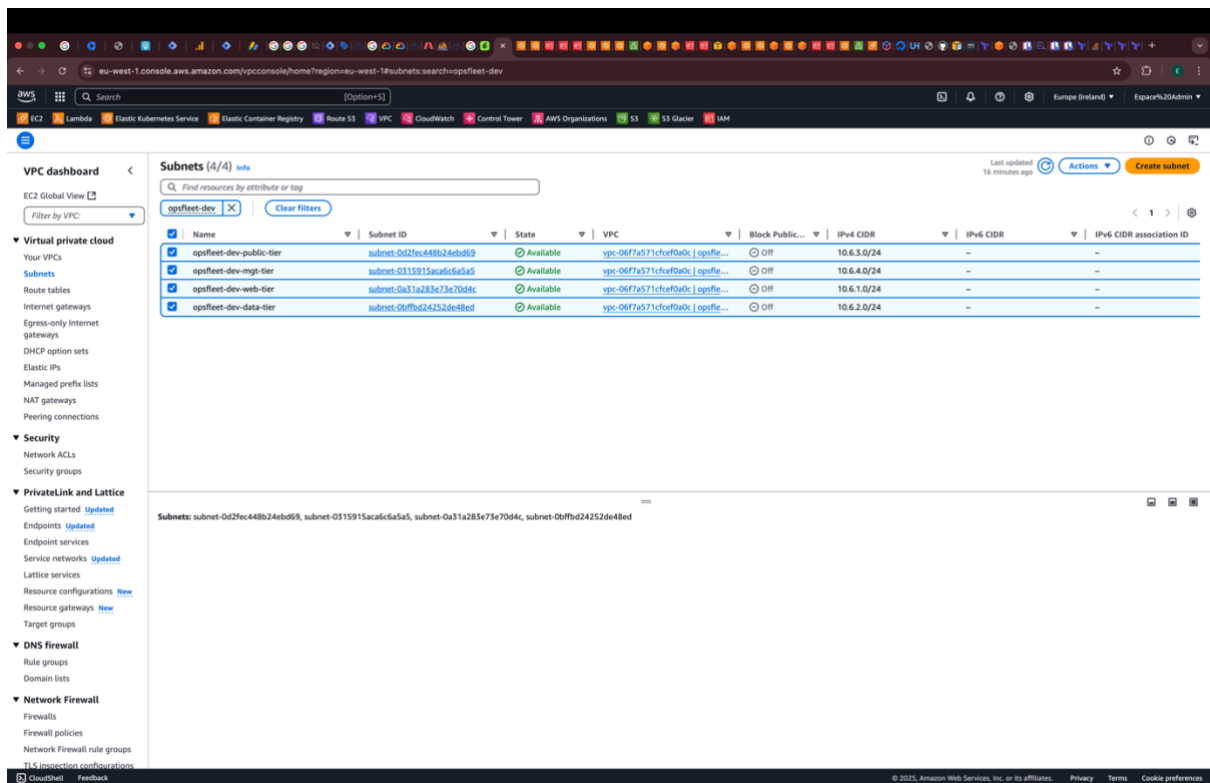 eu-west-1.console.aws.amazon.com/vpcconsole/home?region=eu-west-1#subnets:search=opsfleet-dev
aws Search [Option+S] Europe (Ireland) Espace%20Admin
EC2 Lambda Elastic Kubernetes Service Elastic Container Registry Route 53 VPC CloudWatch Control Tower AWS Organizations S3 S3 Glacier IAM
VPC dashboard
EC2 Global View
Filter by VPC:
Virtual private cloud
Your VPCs
Subnets
Route tables
Internet gateways
Egress-only Internet
gateways
DHCP option sets
Elastic IPs
Managed prefix lists
NAT gateways
Peering connections
Security
Network ACLs
Security groups
PrivateLink and Lattice
Getting started Updated
Endpoints Updated
Endpoint services
Service networks Updated
Lattice services
Resource configurations New
Resource gateways New
Target groups
DNS firewall
Rule groups
Domain lists
Network Firewall
Firewalls
Firewall policies
Network Firewall rule groups
TLS inspection configurations
Subnets (4/4) Info
Last updated
16 minutes ago
Actions
Create subnet
Find resources by attribute or tag
opsfleet-dev
Clear filters
1
Name Subnet ID State VPC Block Public... IPv4 CIDR IPv6 CIDR IPv6 CIDR association ID
opsfleet-dev-public-tier subnet-0d2fec448b24ebd69 Available vpc-06f7a571cfcef0a0c | opsfle... Off 10.6.3.0/24 – –
opsfleet-dev-mgt-tier subnet-0315915aca6c6a5a5 Available vpc-06f7a571cfcef0a0c | opsfle... Off 10.6.4.0/24 – –
opsfleet-dev-web-tier subnet-0a31a283e73e70d4c Available vpc-06f7a571cfcef0a0c | opsfle... Off 10.6.1.0/24 – –
opsfleet-dev-data-tier subnet-0bffbd24252de48ed Available vpc-06f7a571cfcef0a0c | opsfle... Off 10.6.2.0/24 – –
Subnets: subnet-0d2fec448b24ebd69, subnet-0315915aca6c6a5a5, subnet-0a31a283e73e70d4c, subnet-0bffbd24252de48ed
CloudShell Feedback © 2025, Amazon Web Services, Inc. or its affiliates. Privacy Terms Cookie preferences